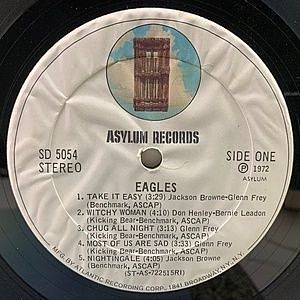 ASYLUM RECORDS
SD 5054
STEREO
SIDE ONE
℗ 1972
ASYLUM
EAGLES
1. TAKE IT EASY (3:29) Jackson Browne-Glenn Frey
(Benchmark, ASCAP)
2. WITCHY WOMAN (4:10) Don Henley-Bernie Leadon
(Kicking Bear-Benchmark, ASCAP)
3. CHUG ALL NIGHT (3:13) Glenn Frey
(Kicking Bear-Benchmark, ASCAP)
4. MOST OF US ARE SAD (3:33) Glenn Frey
(Kicking Bear-Benchmark, ASCAP)
5. NIGHTINGALE (4:05) Jackson Browne
(Benchmark, ASCAP)
(ST-AS-722515RI)
MFG. BY ATLANTIC RECORDING CORP. 1841 BROADWAY N.Y., N.Y.